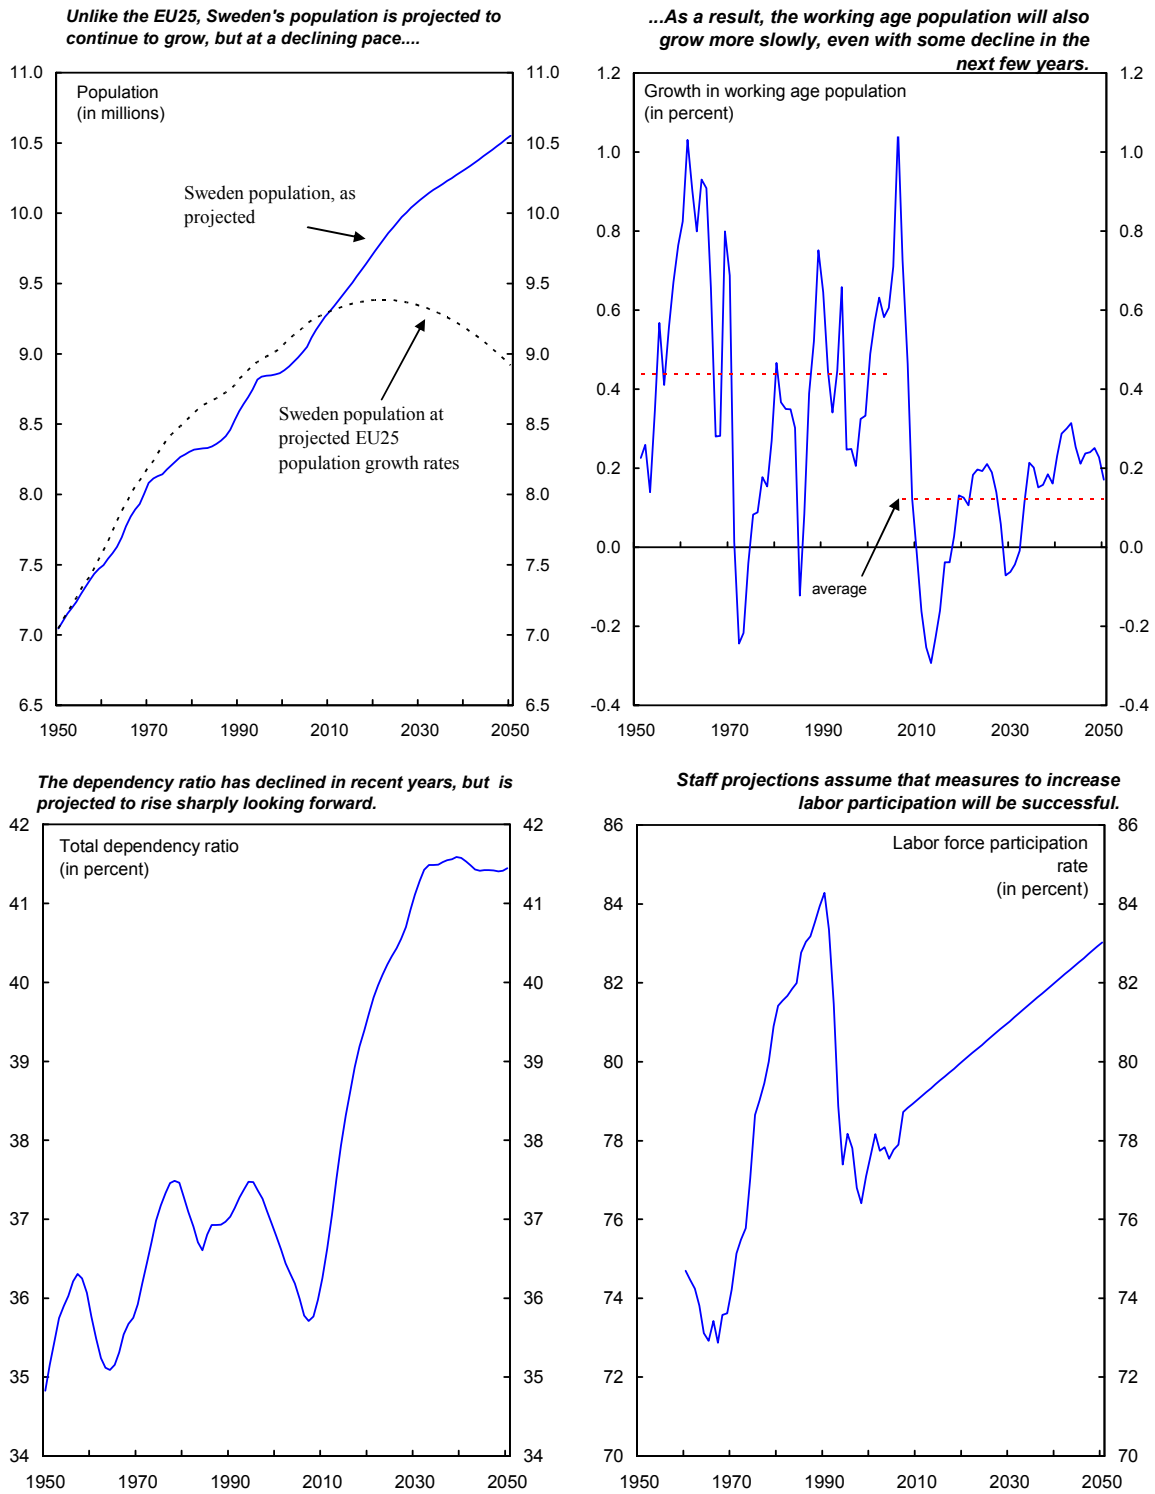 Unlike the EU25, Sweden's population is projected to
continue to grow, but at a declining pace....
11.0
10.5
10.0
9.5
9.0
8.5
8.0
7.5
7.0
6.5
Population
(in millions)
Sweden population, as
projected
Sweden population at
projected EU25
population growth rates
11.0
10.5
10.0
9.5
9.0
8.5
8.0
7.5
7.0
6.5
1950 1970 1990 2010 2030 2050
...As a result, the working age population will also
grow more slowly, even with some decline in the
next few years.
1.2
1.0
0.8
0.6
0.4
0.2
0.0
-0.2
-0.4
Growth in working age population
(in percent)
average
1.2
1.0
0.8
0.6
0.4
0.2
0.0
-0.2
-0.4
1950 1970 1990 2010 2030 2050
The dependency ratio has declined in recent years, but is
projected to rise sharply looking forward.
42
41
40
39
38
37
36
35
34
Total dependency ratio
(in percent)
42
41
40
39
38
37
36
35
34
1950 1970 1990 2010 2030 2050
Staff projections assume that measures to increase
labor participation will be successful.
86
84
82
80
78
76
74
72
70
Labor force participation
rate
(in percent)
86
84
82
80
78
76
74
72
70
1950 1970 1990 2010 2030 2050